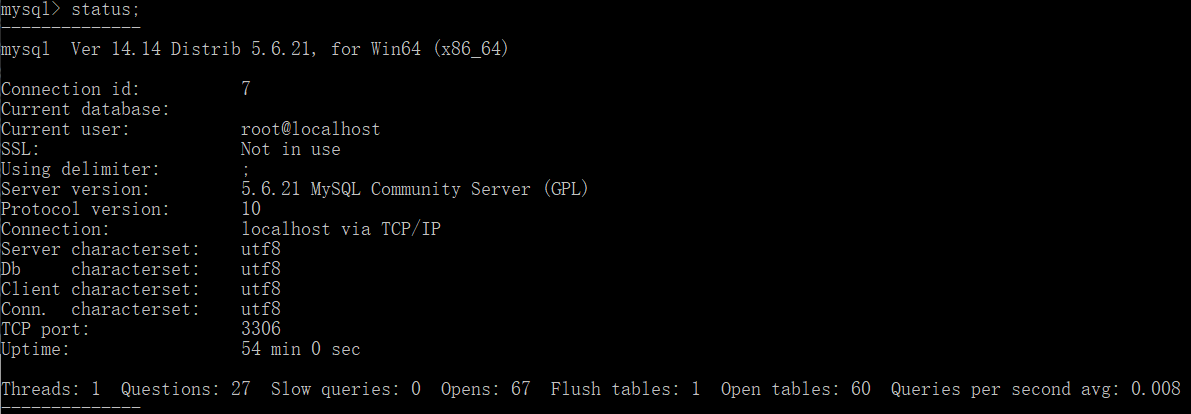 mysql> status;
--------------
mysql  Ver 14.14 Distrib 5.6.21, for Win64 (x86_64)
Connection id:          7
Current database:
Current user:           root@localhost
SSL:                    Not in use
Using delimiter:        ;
Server version:         5.6.21 MySQL Community Server (GPL)
Protocol version:       10
Connection:             localhost via TCP/IP
Server characterset:    utf8
Db     characterset:    utf8
Client characterset:    utf8
Conn.  characterset:    utf8
TCP port:               3306
Uptime:                 54 min 0 sec
Threads: 1  Questions: 27  Slow queries: 0  Opens: 67  Flush tables: 1  Open tables: 60  Queries per second avg: 0.008
--------------